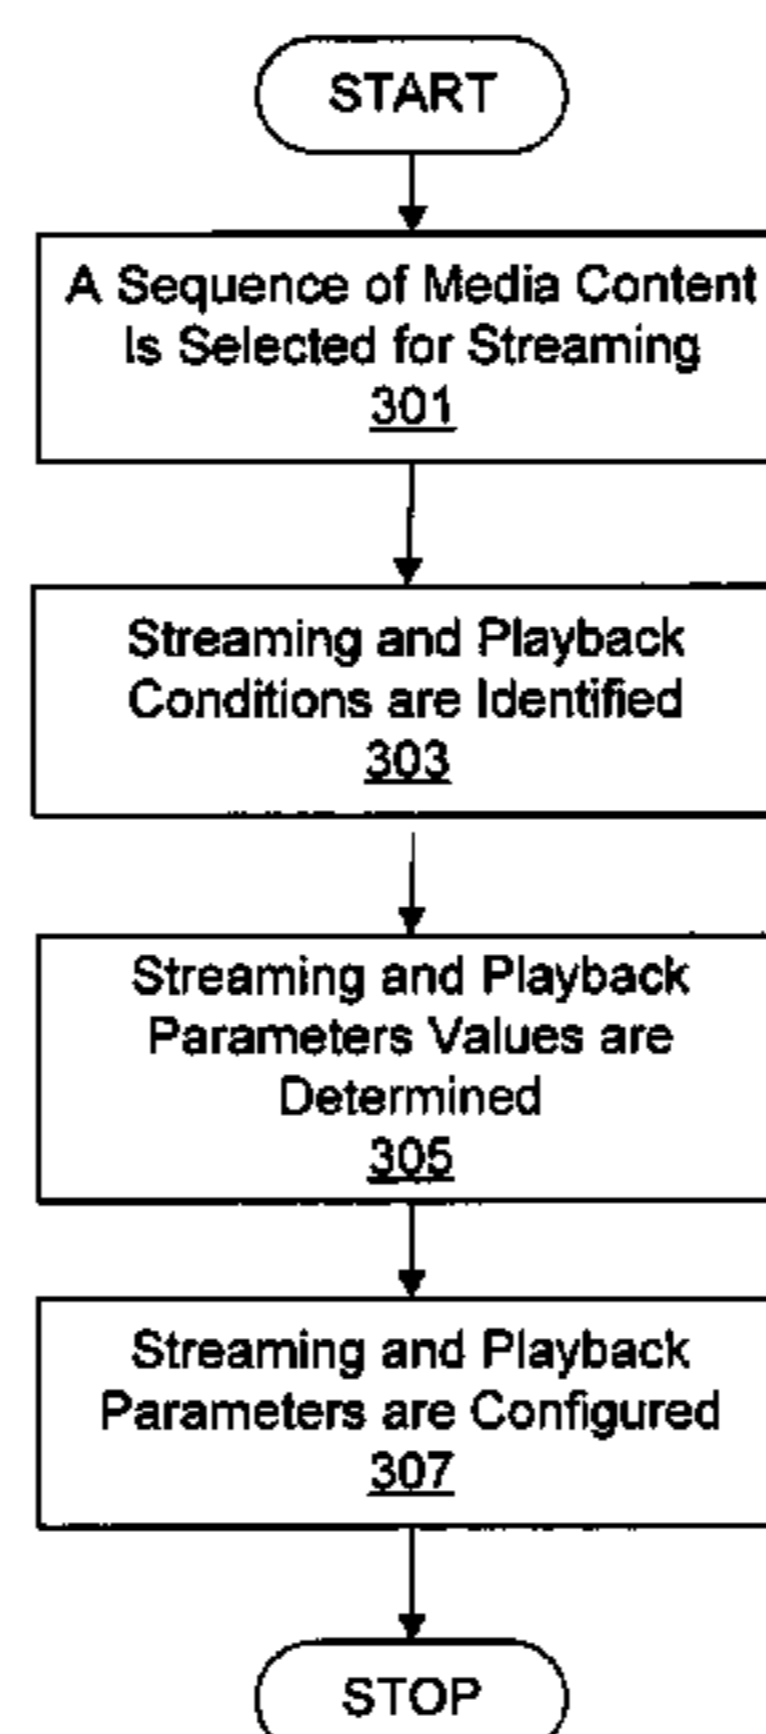 START
A Sequence of Media Content
Is Selected for Streaming
301
Streaming and Playback
Conditions are Identified
303
Streaming and Playback
Parameters Values are
Determined
305
Streaming and Playback
Parameters are Configured
307
STOP